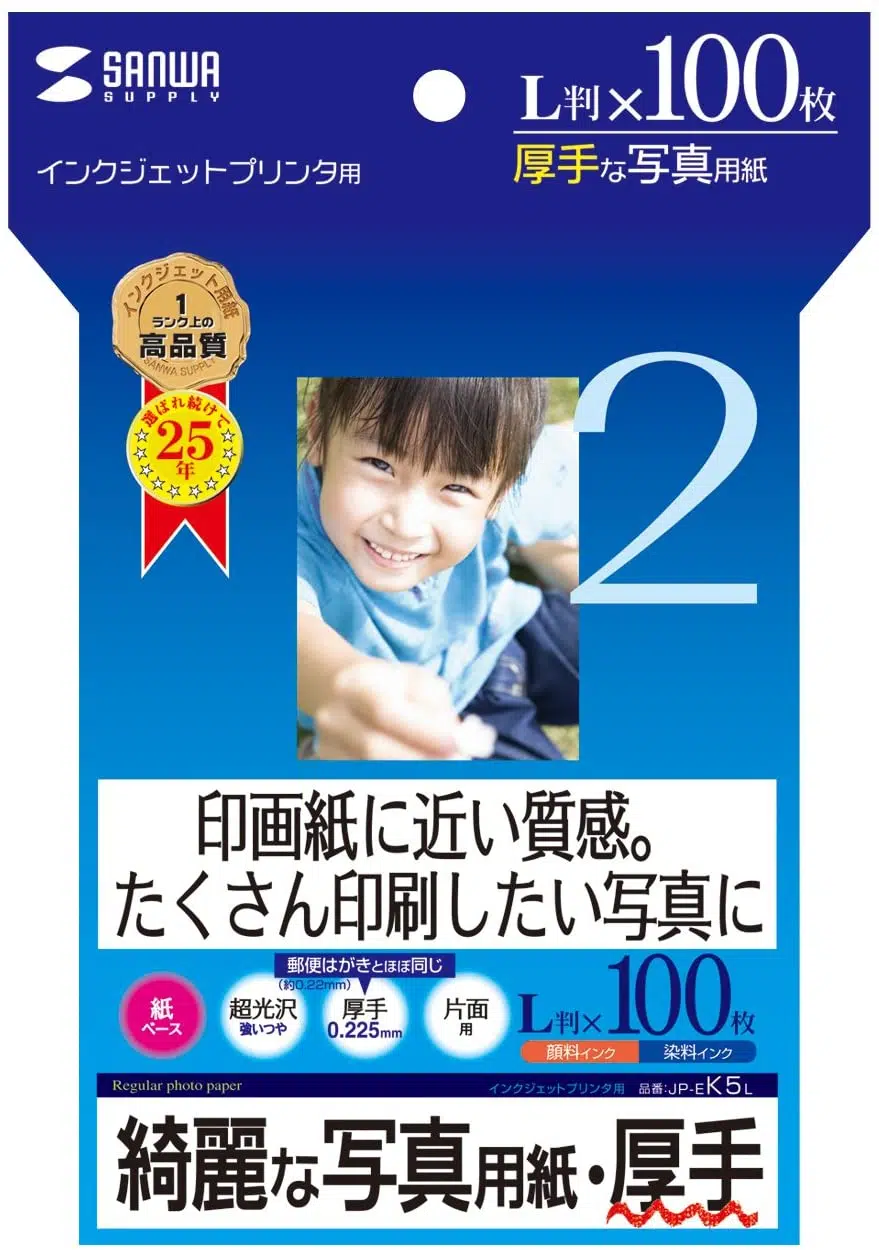 SANWA
SUPPLY
L判×100枚
厚手な写真用紙
インクジェットプリンタ用
インクジェット用紙
1
ランク上の
高品質
SANWA SUPPLY
選ばれ続けて
25
年
2
印画紙に近い質感。
たくさん印刷したい写真に
郵便はがきとほぼ同じ
(約0.22mm)
紙
ベース
超光沢
強いつや
厚手
0.225mm
片面
用
L判×100枚
顔料インク
染料インク
Regular photo paper
インクジェットプリンタ用
品番:JP-EK5L
綺麗な写真用紙・厚手